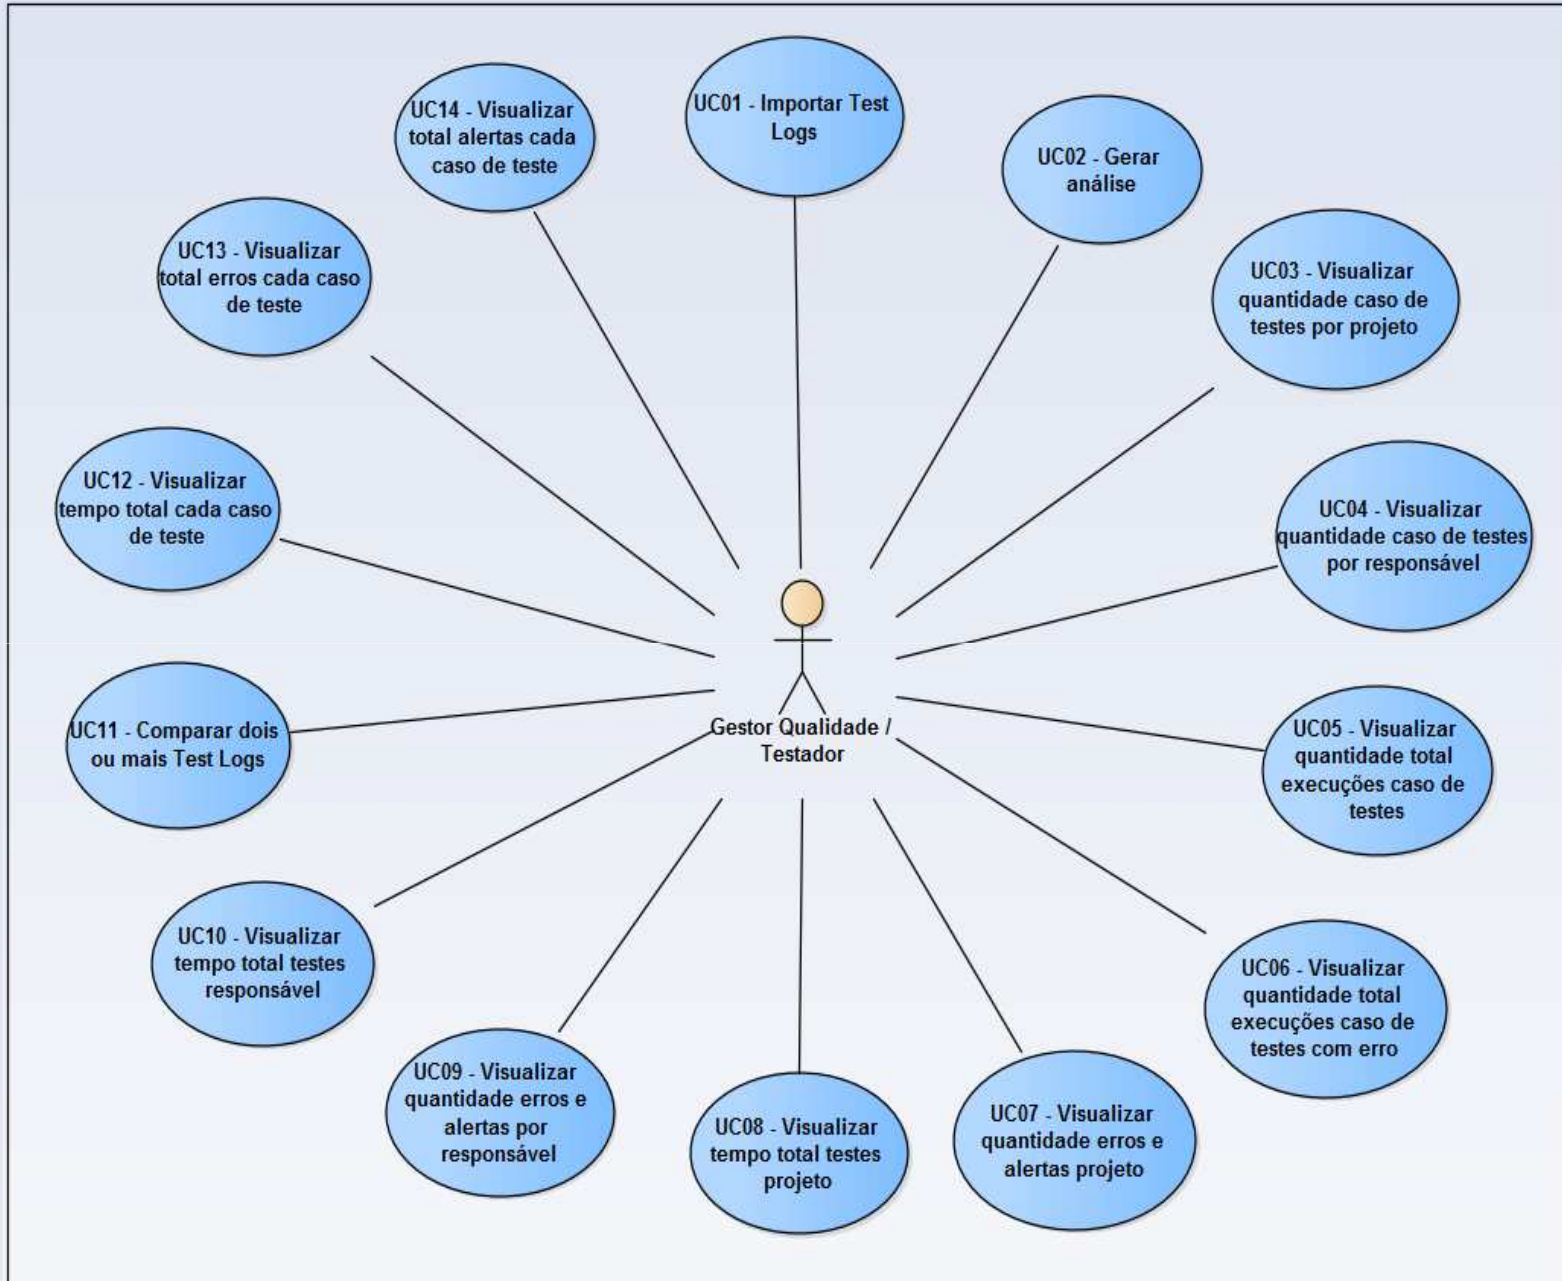 UC01 - Importar Test
Logs
UC02 - Gerar
análise
UC03 - Visualizar
quantidade caso de
testes por projeto
UC04 - Visualizar
quantidade caso de testes
por responsável
UC05 - Visualizar
quantidade total
execuções caso de
testes
UC06 - Visualizar
quantidade total
execuções caso de
testes com erro
UC07 - Visualizar
quantidade erros e
alertas projeto
UC08 - Visualizar
tempo total testes
projeto
UC09 - Visualizar
quantidade erros e
alertas por
responsável
UC10 - Visualizar
tempo total testes
responsável
UC11 - Comparar dois
ou mais Test Logs
UC12 - Visualizar
tempo total cada caso
de teste
UC13 - Visualizar
total erros cada caso
de teste
UC14 - Visualizar
total alertas cada
caso de teste
Gestor Qualidade /
Testador